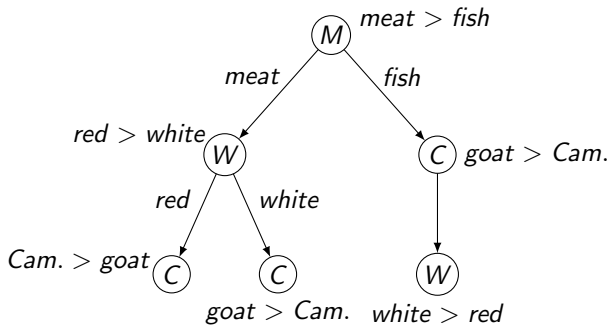 M meat > fish
meat fish
red > white W C goat > Cam.
red white
Cam. > goat C C W
goat > Cam. white > red